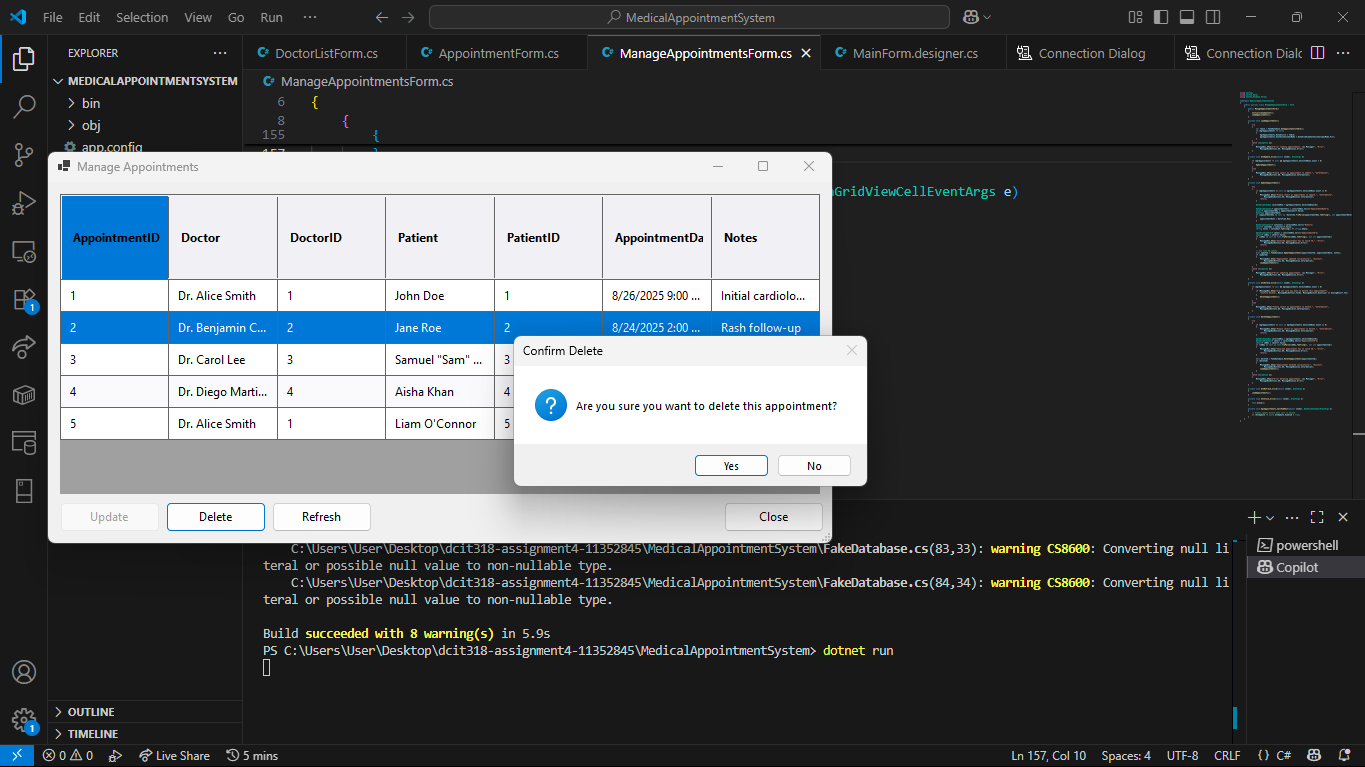 File Edit Selection View Go Run ··· MedicalAppointmentSystem
EXPLORER ···
DoctorListForm.cs AppointmentForm.cs ManageAppointmentsForm.cs MainForm.designer.cs Connection Dialog Connection Dialc ···
MEDICALAPPOINTMENTSYSTEM
bin
obj
app.config
ManageAppointmentsForm.cs
6 {
8 {
155 {
157 }
GridViewCellEventArgs e)
Manage Appointments
AppointmentID Doctor DoctorID Patient PatientID AppointmentDa Notes
1 Dr. Alice Smith 1 John Doe 1 8/26/2025 9:00 ... Initial cardiolo...
2 Dr. Benjamin C... 2 Jane Roe 2 8/24/2025 2:00 ... Rash follow-up
3 Dr. Carol Lee 3 Samuel "Sam" ... 3
4 Dr. Diego Marti... 4 Aisha Khan 4
5 Dr. Alice Smith 1 Liam O'Connor 5
Confirm Delete
Are you sure you want to delete this appointment?
Yes No
Update Delete Refresh Close
powershell
Copilot
C:\Users\User\Desktop\dcit318-assignment4-11352845\MedicalAppointmentSystem\FakeDatabase.cs(83,33): warning CS8600: Converting null li
teral or possible null value to non-nullable type.
C:\Users\User\Desktop\dcit318-assignment4-11352845\MedicalAppointmentSystem\FakeDatabase.cs(84,34): warning CS8600: Converting null li
teral or possible null value to non-nullable type.
Build succeeded with 8 warning(s) in 5.9s
PS C:\Users\User\Desktop\dcit318-assignment4-11352845\MedicalAppointmentSystem> dotnet run
1
1
OUTLINE
TIMELINE
0 0 Live Share 5 mins Ln 157, Col 10 Spaces: 4 UTF-8 CRLF {} C#